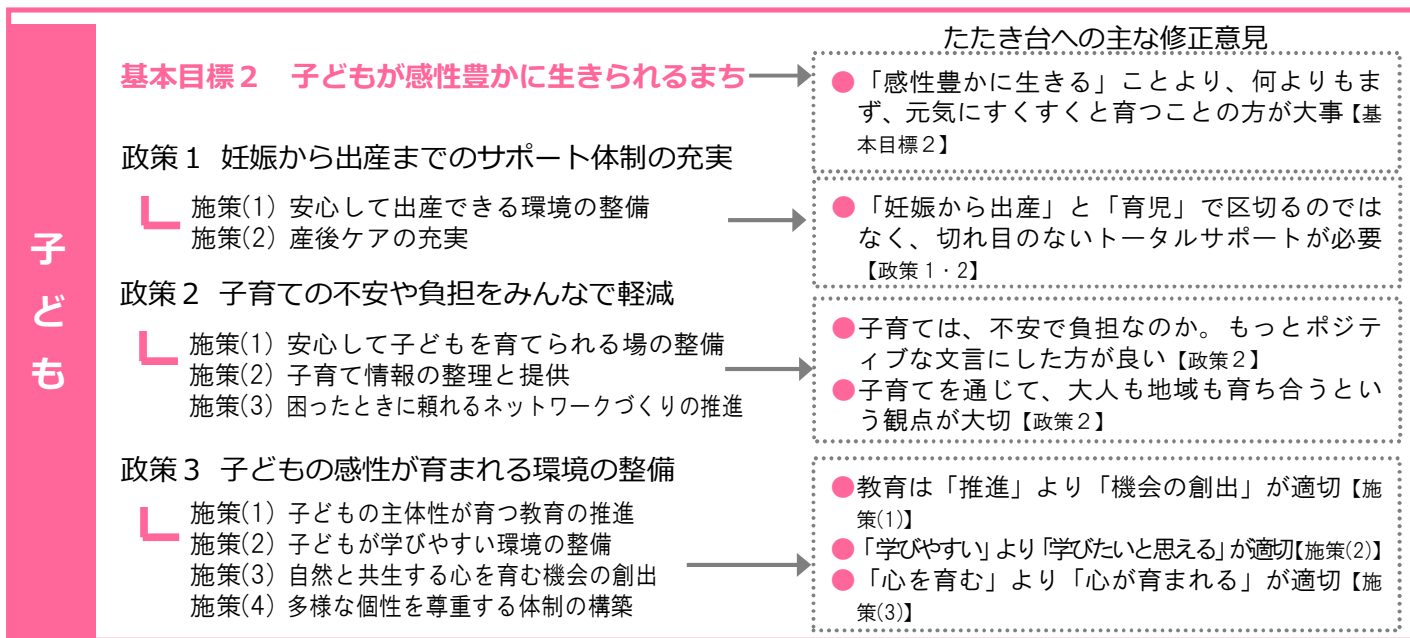 子ども
たたき台への主な修正意見
基本目標２　子どもが感性豊かに生きられるまち
●「感性豊かに生きる」ことより、何よりもま
ず、元気にすくすくと育つことの方が大事【基
本目標２】
政策１ 妊娠から出産までのサポート体制の充実
施策(1) 安心して出産できる環境の整備
施策(2) 産後ケアの充実
●「妊娠から出産」と「育児」で区切るのでは
なく、切れ目のないトータルサポートが必要
【政策１・２】
政策２ 子育ての不安や負担をみんなで軽減
施策(1) 安心して子どもを育てられる場の整備
施策(2) 子育て情報の整理と提供
施策(3) 困ったときに頼れるネットワークづくりの推進
●子育ては、不安で負担なのか。もっとポジテ
ィブな文言にした方が良い【政策２】
●子育てを通じて、大人も地域も育ち合うとい
う観点が大切【政策２】
政策３ 子どもの感性が育まれる環境の整備
施策(1) 子どもの主体性が育つ教育の推進
施策(2) 子どもが学びやすい環境の整備
施策(3) 自然と共生する心を育む機会の創出
施策(4) 多様な個性を尊重する体制の構築
●教育は「推進」より「機会の創出」が適切【施
策(1)】
●「学びやすい」より「学びたいと思える」が適切【施策(2)】
●「心を育む」より「心が育まれる」が適切【施
策(3)】